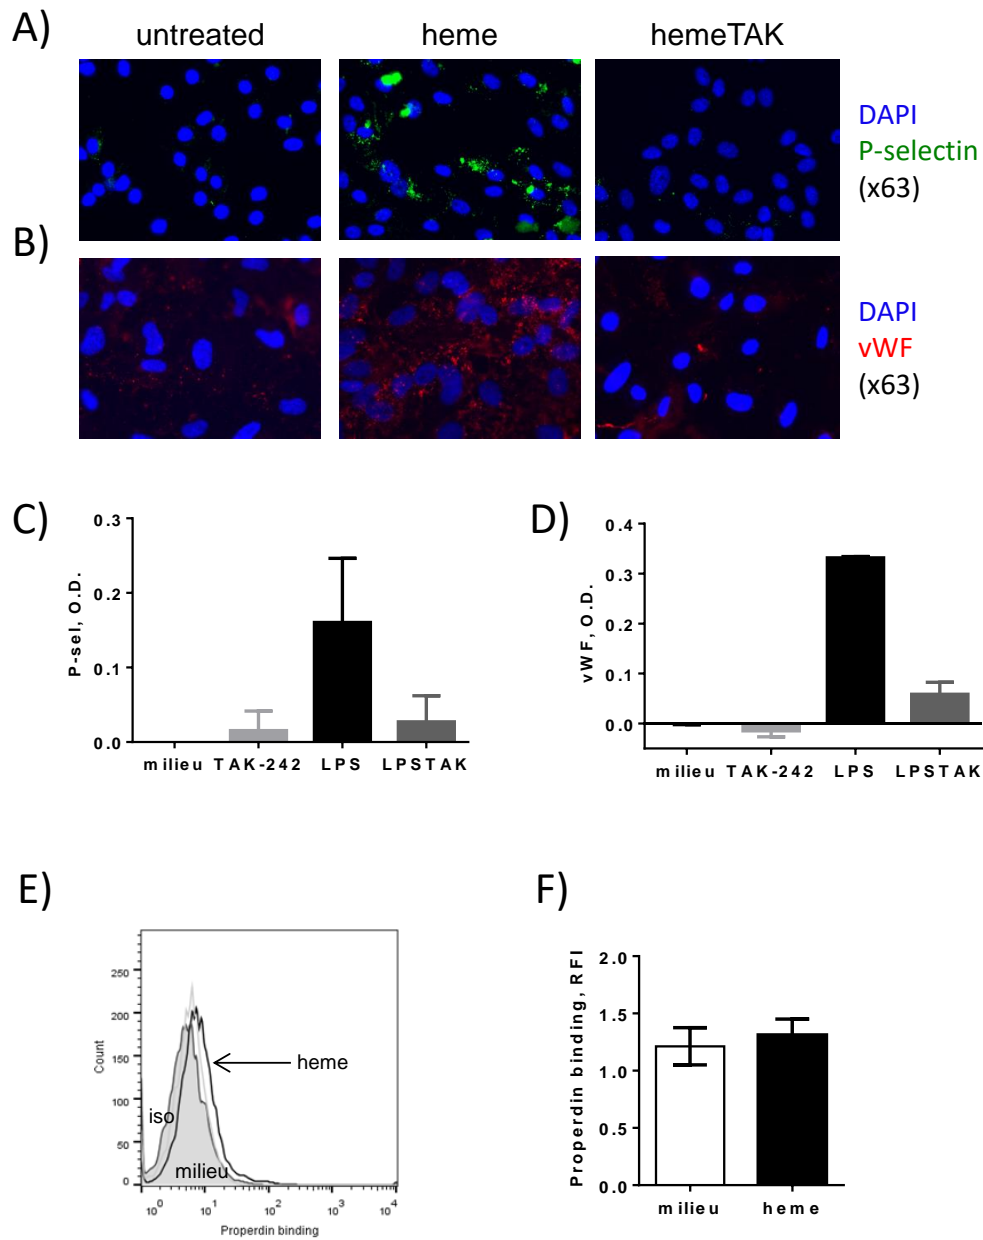 A)
untreated heme hemeTAK
DAPI
P-selectin
(x63)
B)
DAPI
vWF
(x63)
C)
P-sel, O.D.
0.3
0.2
0.1
0.0
milieu TAK-242 LPS LPSTAK
D)
vWF, O.D.
0.4
0.3
0.2
0.1
0.0
milieu TAK-242 LPS LPSTAK
E)
Count
250
200
150
100
50
0
heme
iso
milieu
10^0 10^1 10^2 10^3 10^4
Properdin binding
F)
Properdin binding, RFI
2.0
1.5
1.0
0.5
0.0
milieu heme